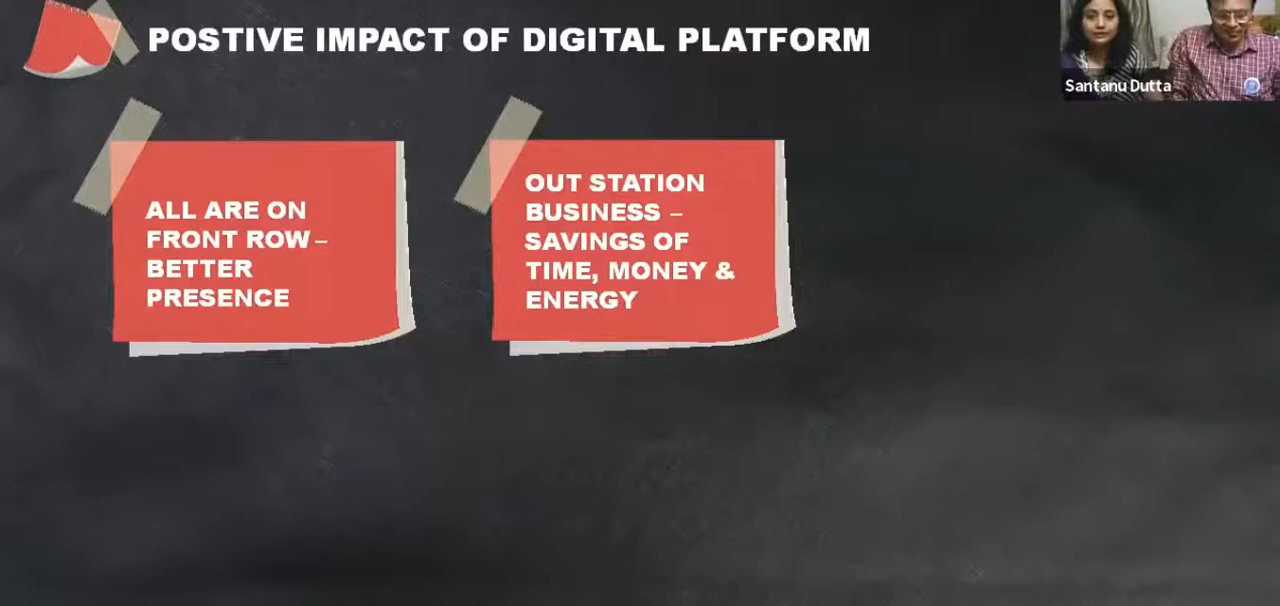 POSTIVE IMPACT OF DIGITAL PLATFORM
Santanu Dutta
ALL ARE ON
FRONT ROW –
BETTER
PRESENCE
OUT STATION
BUSINESS –
SAVINGS OF
TIME, MONEY &
ENERGY